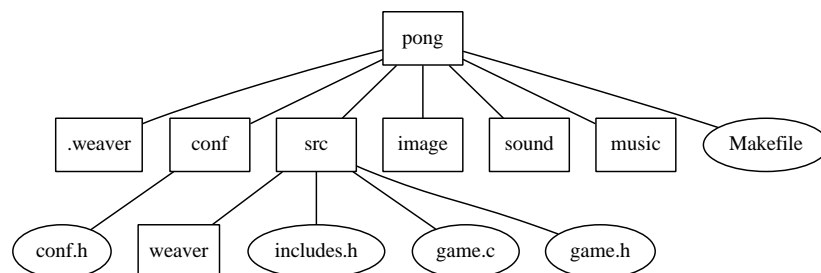 pong
.weaver conf src image sound music Makefile
conf.h weaver includes.h game.c game.h